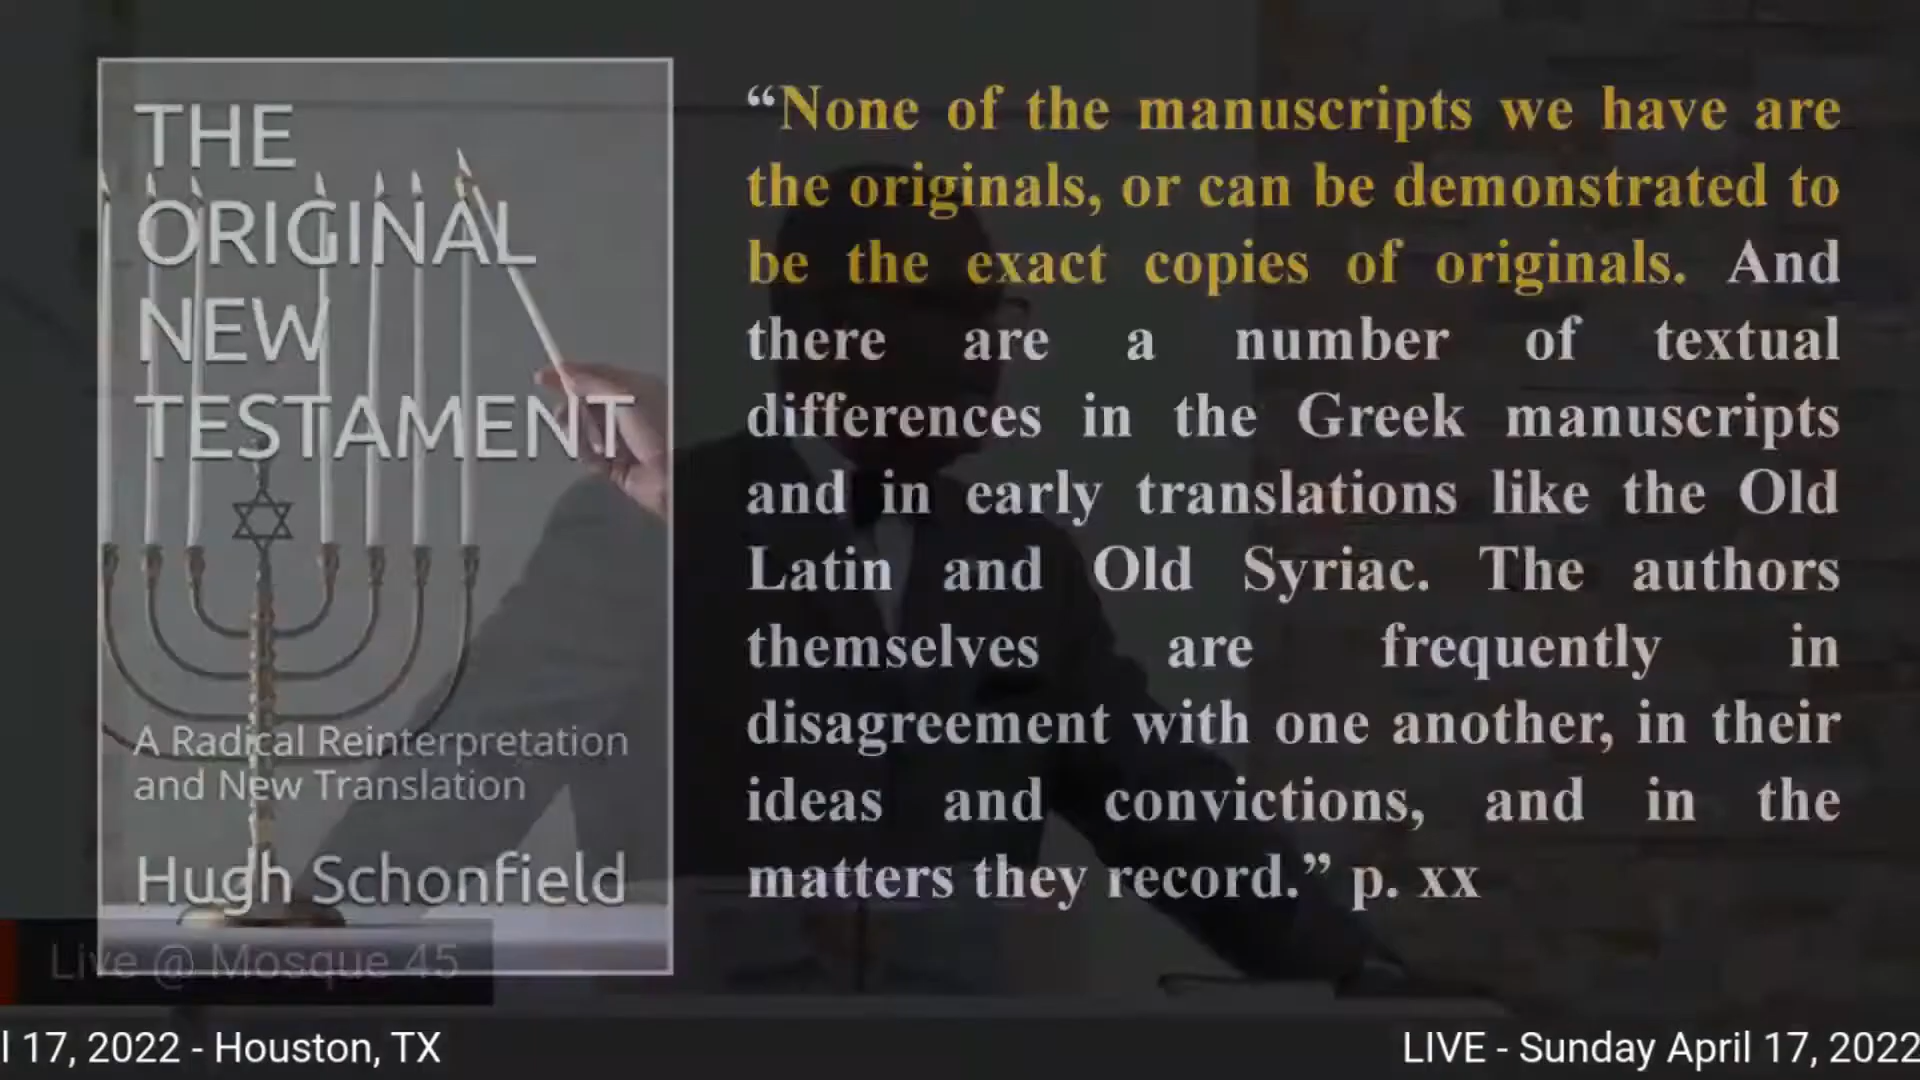 THE
ORIGINAL
NEW
TESTAMENT
A Radical Reinterpretation
and New Translation
Hugh Schonfield
“None of the manuscripts we have are
the originals, or can be demonstrated to
be the exact copies of originals. And
there are a number of textual
differences in the Greek manuscripts
and in early translations like the Old
Latin and Old Syriac. The authors
themselves are frequently in
disagreement with one another, in their
ideas and convictions, and in the
matters they record.” p. xx
Live @ Mosque 45
l 17, 2022 - Houston, TX
LIVE - Sunday April 17, 2022